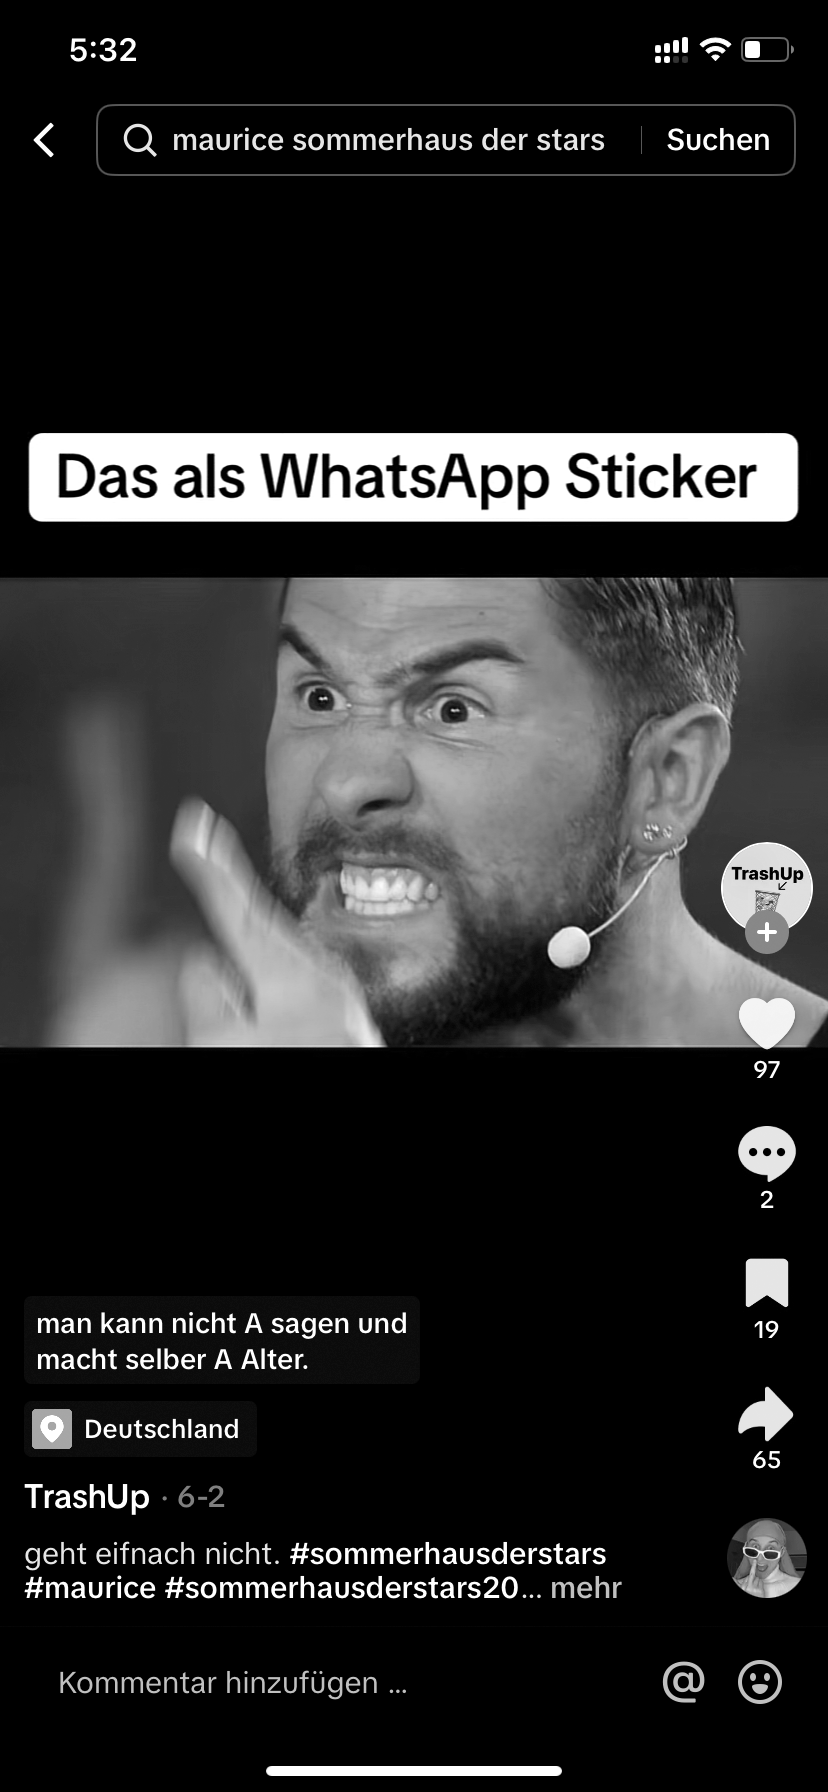 5:32
maurice sommerhaus der stars
Suchen
Das als WhatsApp Sticker
TrashUp
97
2
19
65
man kann nicht A sagen und
macht selber A Alter.
Deutschland
TrashUp · 6-2
geht eifnach nicht. #sommerhausderstars
#maurice #sommerhausderstars20... mehr
Kommentar hinzufügen ...